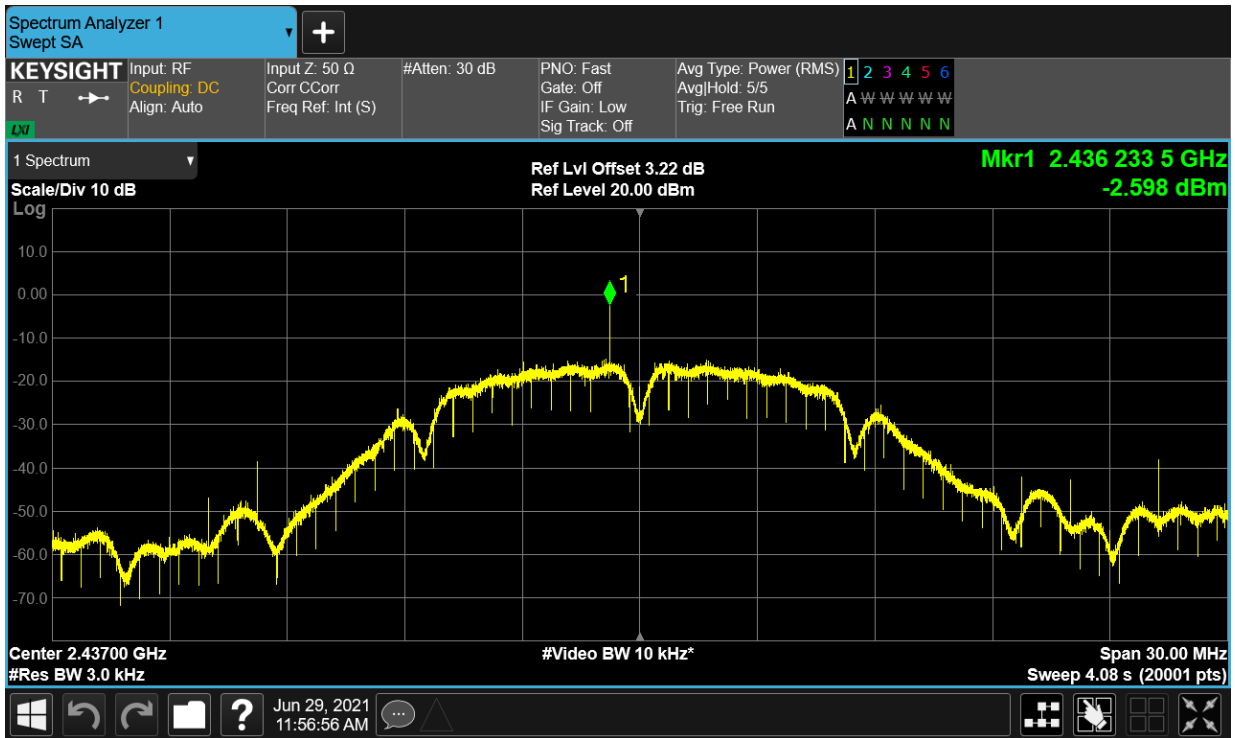 Spectrum Analyzer 1
Swept SA
+
KEYSIGHT
R T
LXI
Input: RF
Coupling: DC
Align: Auto
Input Z: 50 Ω
Corr CCorr
Freq Ref: Int (S)
#Atten: 30 dB
PNO: Fast
Gate: Off
IF Gain: Low
Sig Track: Off
Avg Type: Power (RMS)
Avg|Hold: 5/5
Trig: Free Run
1 2 3 4 5 6
A W W W W W
A N N N N N
1 Spectrum
Scale/Div 10 dB
Log
Ref Lvl Offset 3.22 dB
Ref Level 20.00 dBm
Mkr1 2.436 233 5 GHz
-2.598 dBm
1
10.0
0.00
-10.0
-20.0
-30.0
-40.0
-50.0
-60.0
-70.0
Center 2.43700 GHz
#Res BW 3.0 kHz
#Video BW 10 kHz*
Span 30.00 MHz
Sweep 4.08 s (20001 pts)
?
Jun 29, 2021
11:56:56 AM